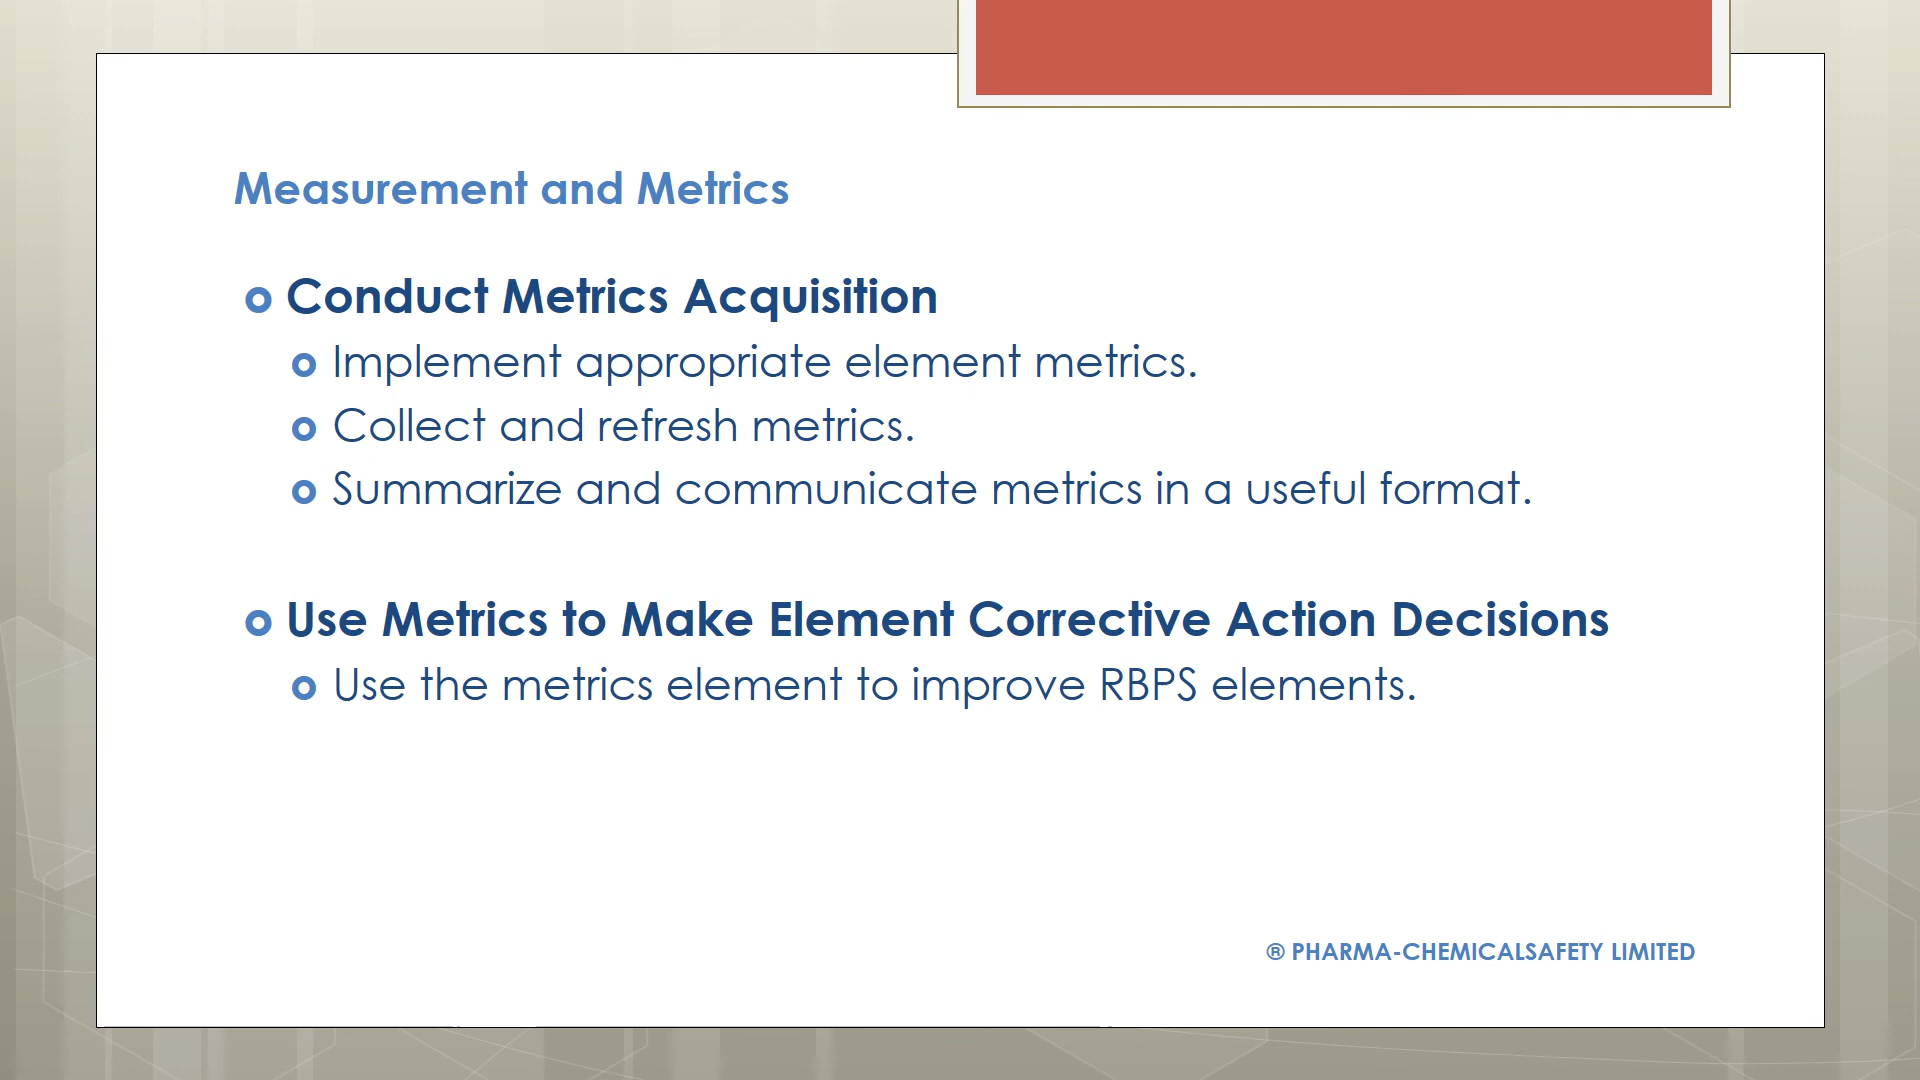 Measurement and Metrics
Conduct Metrics Acquisition
Implement appropriate element metrics.
Collect and refresh metrics.
Summarize and communicate metrics in a useful format.
Use Metrics to Make Element Corrective Action Decisions
Use the metrics element to improve RBPS elements.
® PHARMA-CHEMICALSAFETY LIMITED